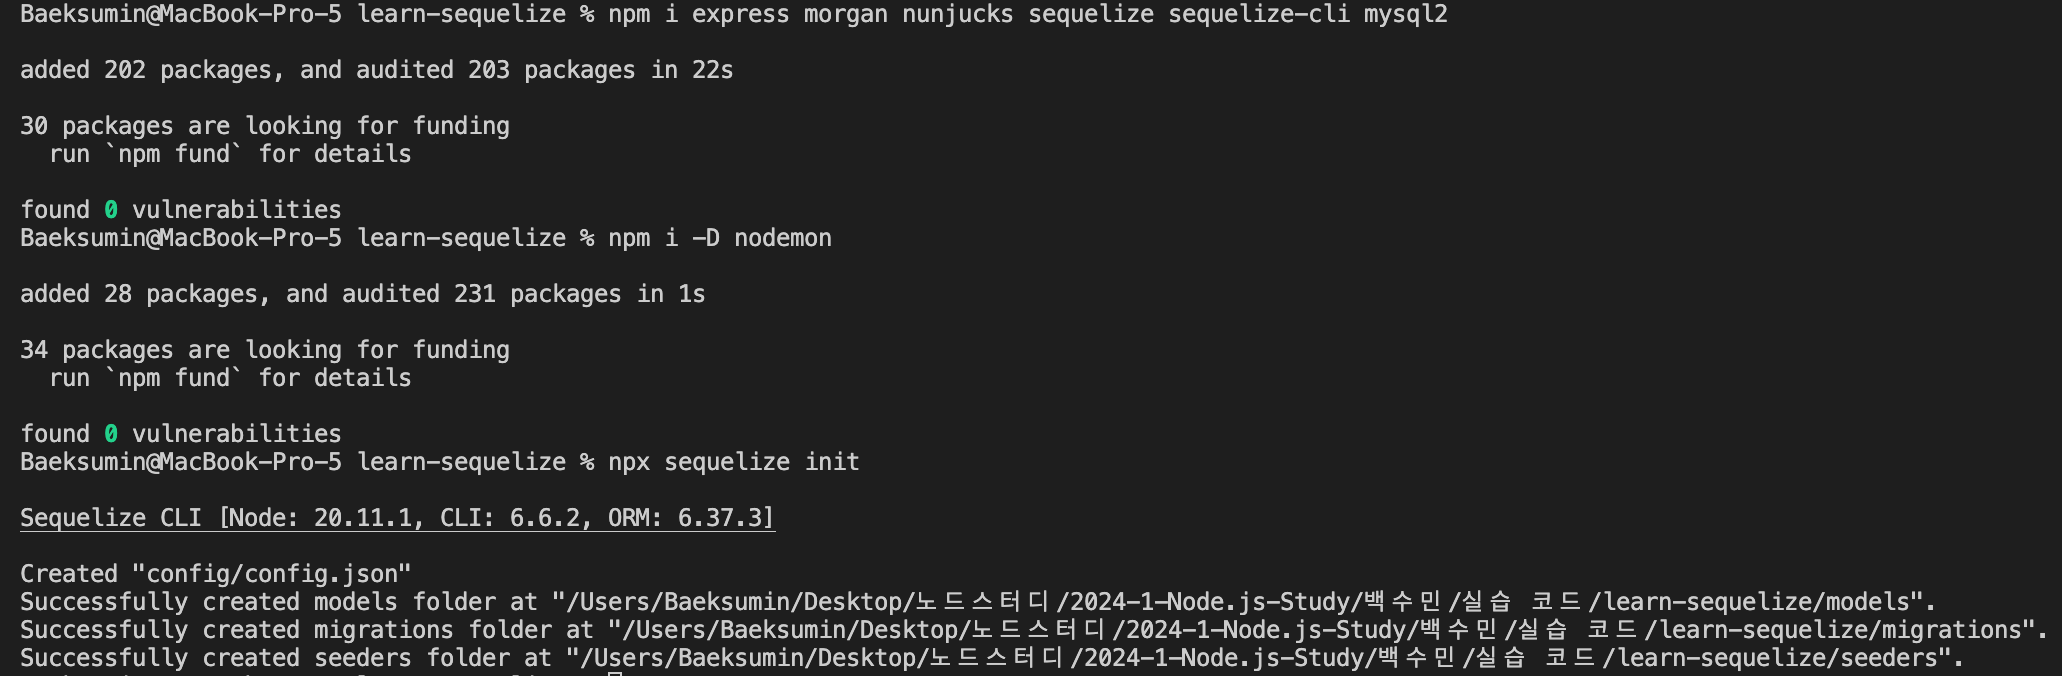 Baeksumin@MacBook-Pro-5 learn-sequelize % npm i express morgan nunjucks sequelize sequelize-cli mysql2
added 202 packages, and audited 203 packages in 22s
30 packages are looking for funding
  run `npm fund` for details
found 0 vulnerabilities
Baeksumin@MacBook-Pro-5 learn-sequelize % npm i -D nodemon
added 28 packages, and audited 231 packages in 1s
34 packages are looking for funding
  run `npm fund` for details
found 0 vulnerabilities
Baeksumin@MacBook-Pro-5 learn-sequelize % npx sequelize init
Sequelize CLI [Node: 20.11.1, CLI: 6.6.2, ORM: 6.37.3]
Created "config/config.json"
Successfully created models folder at "/Users/Baeksumin/Desktop/노드스터디/2024-1-Node.js-Study/백수민/실습 코드/learn-sequelize/models".
Successfully created migrations folder at "/Users/Baeksumin/Desktop/노드스터디/2024-1-Node.js-Study/백수민/실습 코드/learn-sequelize/migrations".
Successfully created seeders folder at "/Users/Baeksumin/Desktop/노드스터디/2024-1-Node.js-Study/백수민/실습 코드/learn-sequelize/seeders".